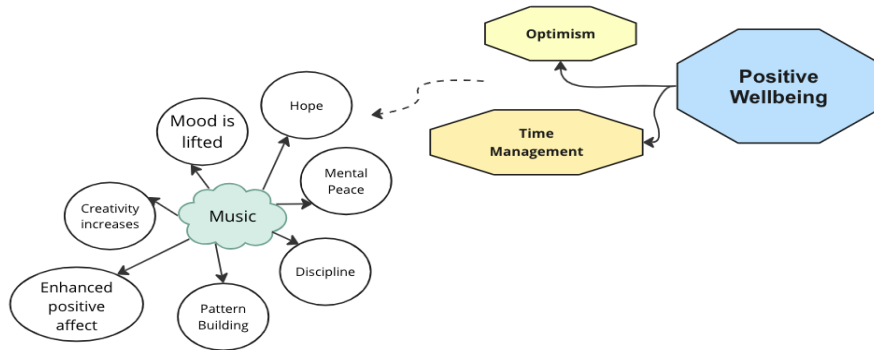 Optimism
Positive
Wellbeing
Time
Management
Hope
Mood is
lifted
Mental
Peace
Creativity
increases
Music
Discipline
Enhanced
positive
affect
Pattern
Building